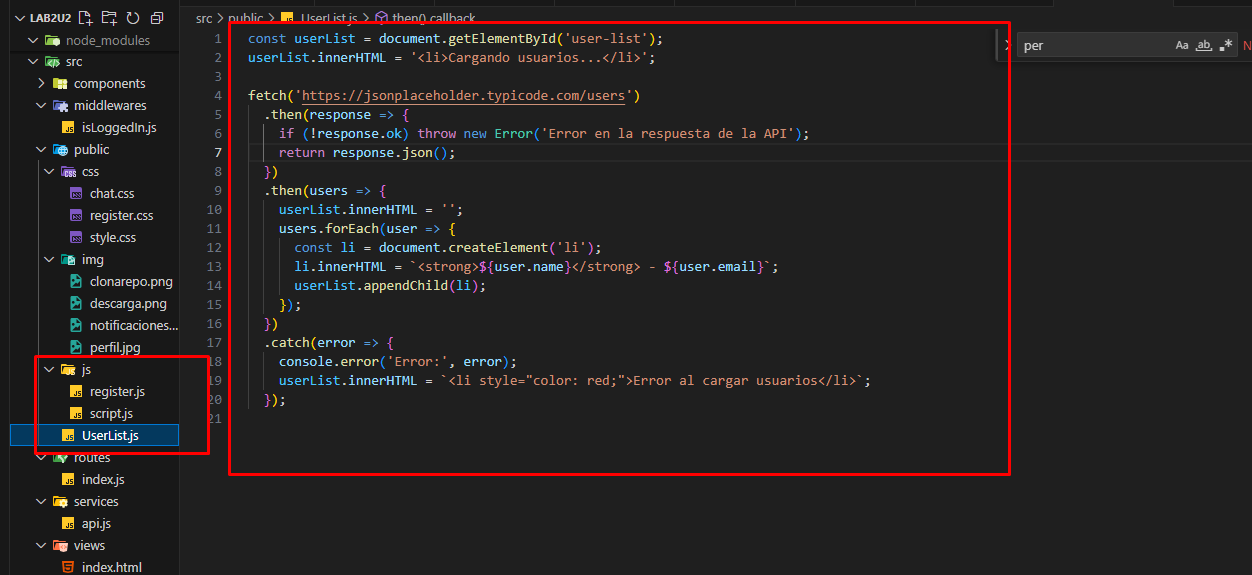 LAB2U2
node_modules
src
components
middlewares
isLoggedIn.js
public
css
chat.css
register.css
style.css
img
clonarepo.png
descarga.png
notificaciones...
perfil.jpg
js
register.js
script.js
UserList.js
routes
index.js
services
api.js
views
index.html
src > public > UserList.js > then() callback
1 const userList = document.getElementById('user-list');
2 userList.innerHTML = '<li>Cargando usuarios...</li>';
3
4 fetch('https://jsonplaceholder.typicode.com/users')
5 .then(response => {
6 if (!response.ok) throw new Error('Error en la respuesta de la API');
7 return response.json();
8 })
9 .then(users => {
10 userList.innerHTML = '';
11 users.forEach(user => {
12 const li = document.createElement('li');
13 li.innerHTML = `<strong>${user.name}</strong> - ${user.email}`;
14 userList.appendChild(li);
15 });
16 })
17 .catch(error => {
18 console.error('Error:', error);
19 userList.innerHTML = `<li style="color: red;">Error al cargar usuarios</li>`;
20 });
21
per Aa ab .* N